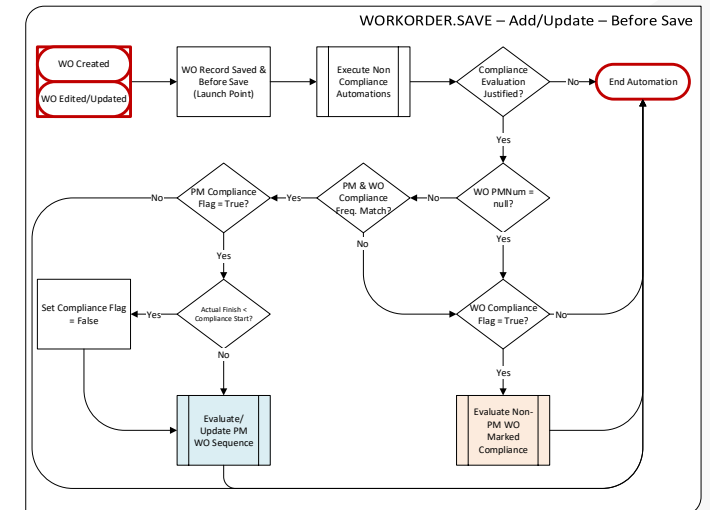 WORKORDER.SAVE – Add/Update – Before Save
WO Created
WO Edited/Updated
WO Record Saved &
Before Save
(Launch Point)
Execute Non
Compliance
Automations
Compliance
Evaluation
Justified?
No
End Automation
Yes
No
PM Compliance
Flag = True?
Yes
PM & WO
Compliance
Freq. Match?
No
WO PMNum =
null?
Yes
No
Yes
Set Compliance Flag
= False
Yes
Actual Finish <
Compliance Start?
No
WO Compliance
Flag = True?
No
Yes
Evaluate/
Update PM
WO Sequence
Evaluate Non-
PM WO
Marked
Compliance